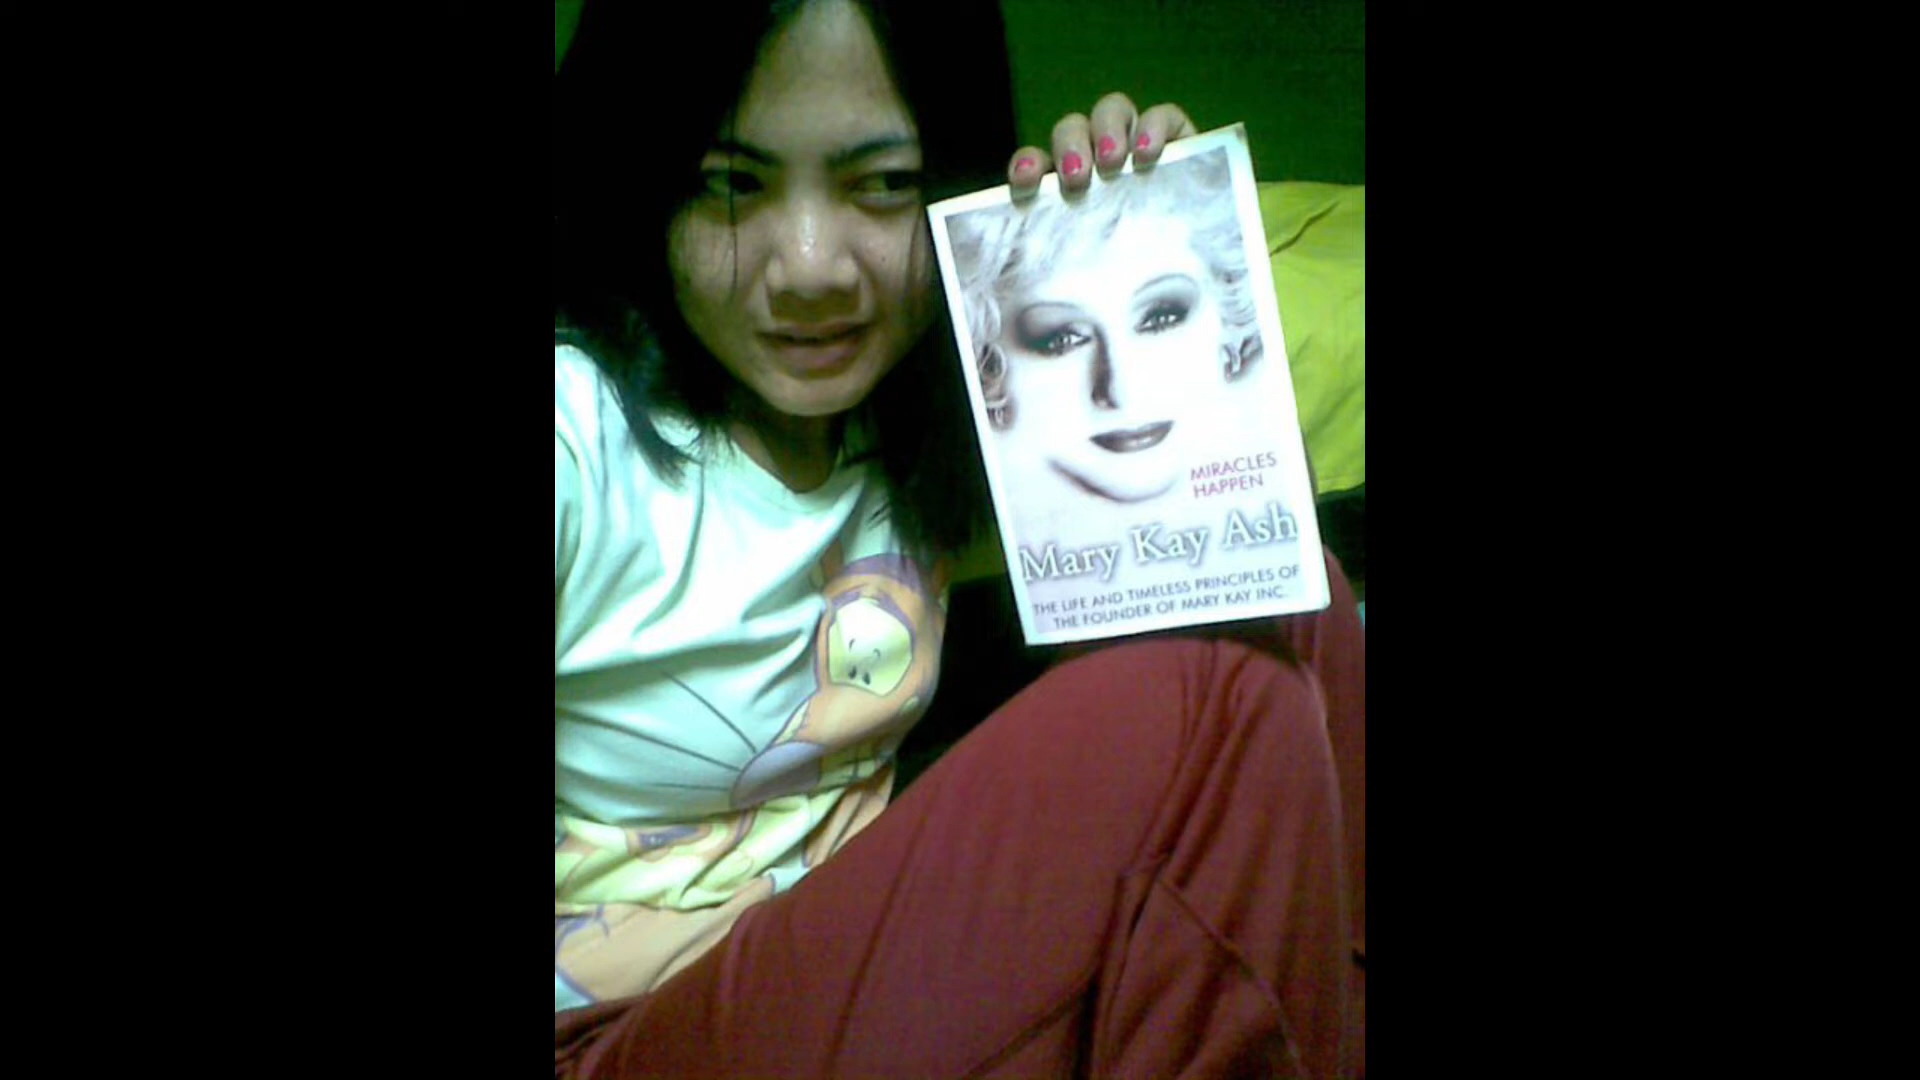 MIRACLES
HAPPEN
Mary Kay Ash
THE LIFE AND TIMELESS PRINCIPLES OF
THE FOUNDER OF MARY KAY INC.